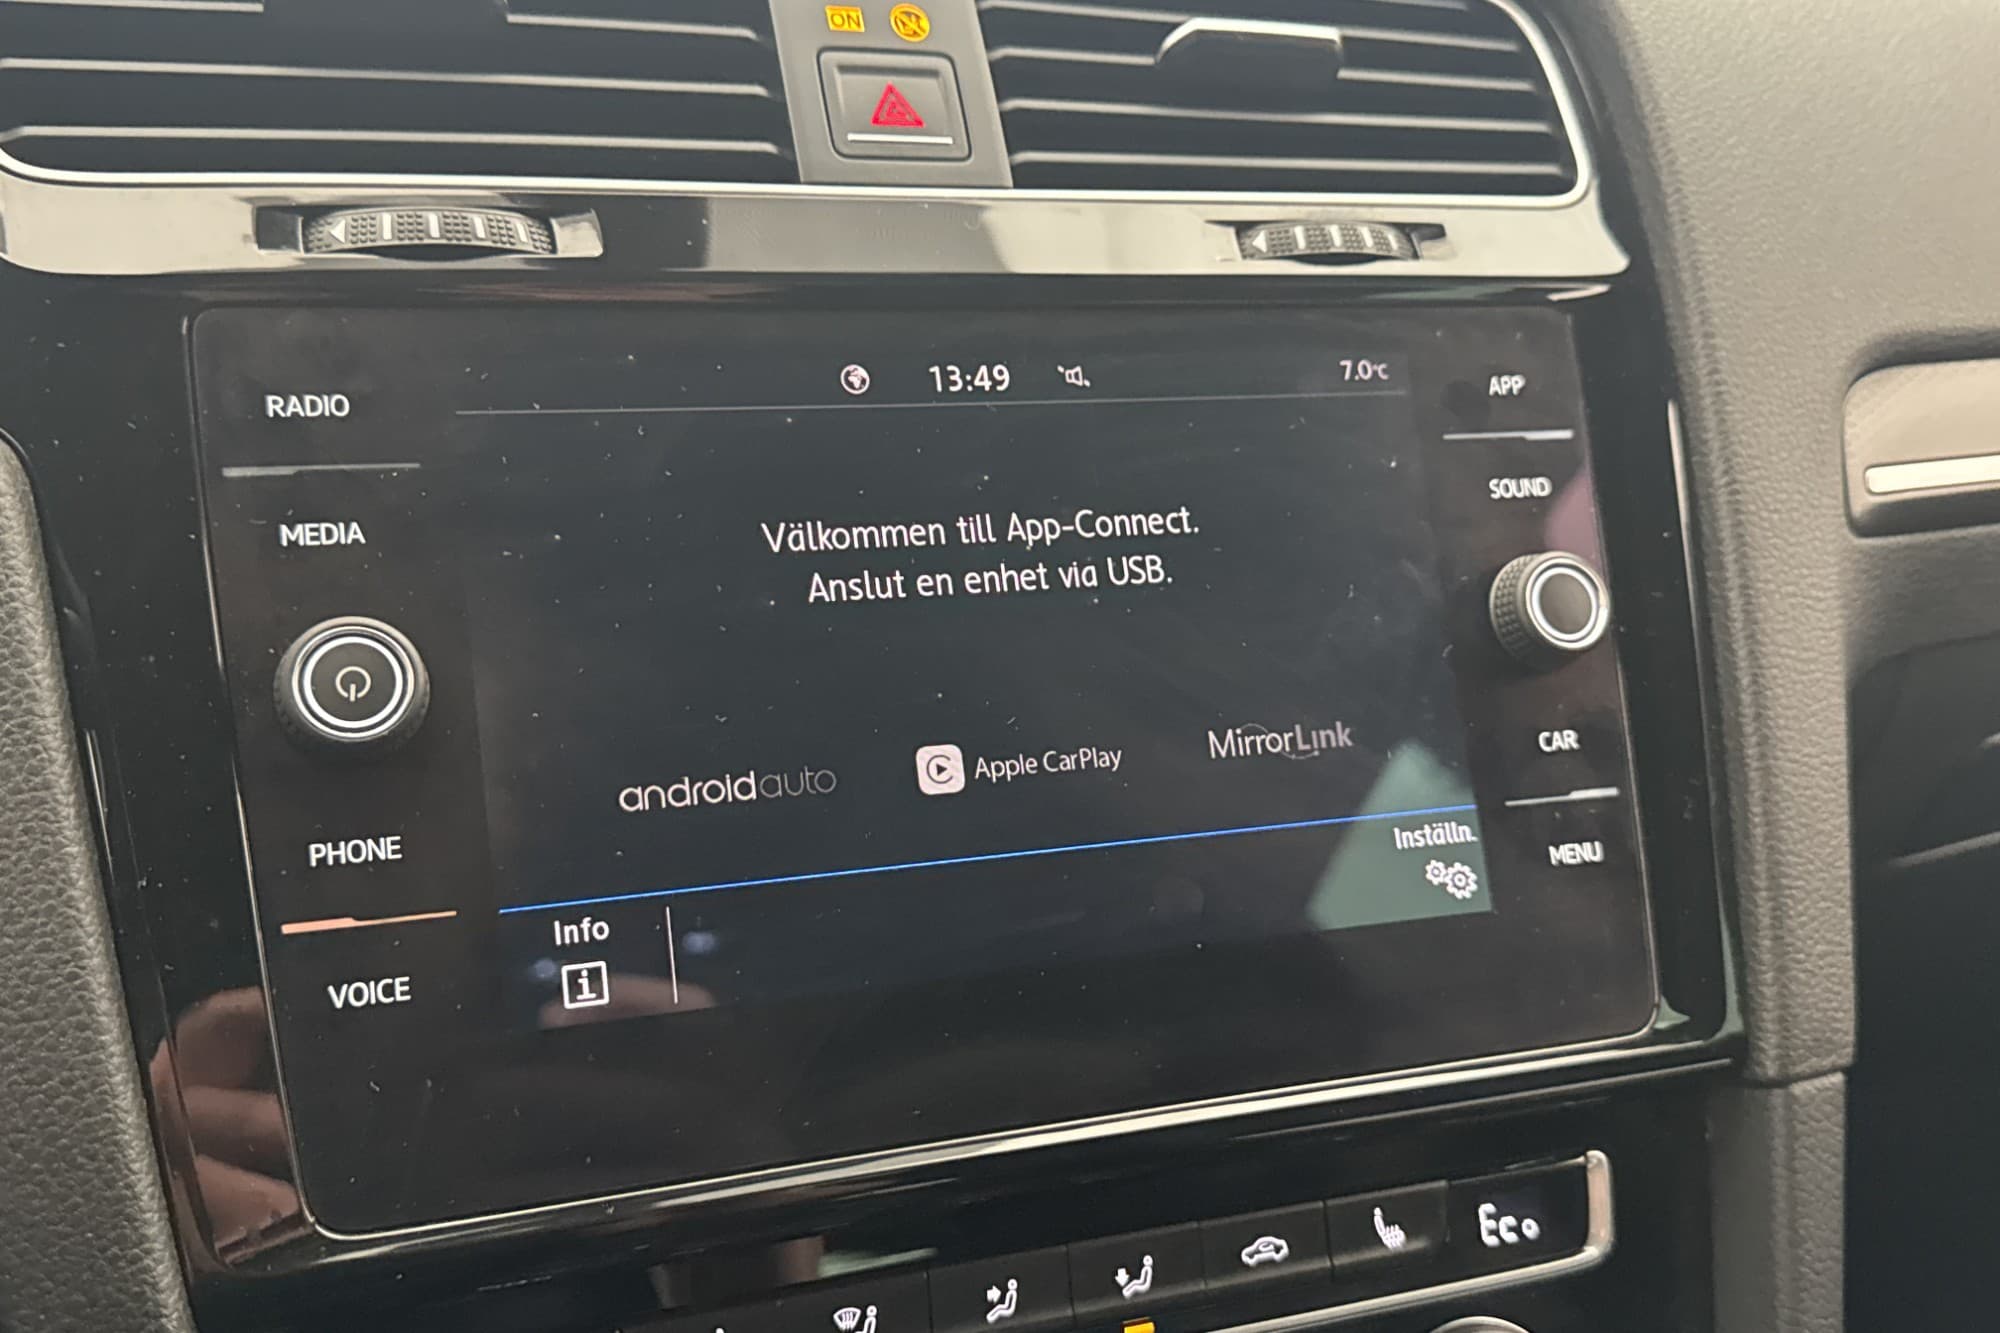 ON
RADIO
13:49
7.0°C
APP
MEDIA
SOUND
Välkommen till App-Connect.
Anslut en enhet via USB.
androidauto
Apple CarPlay
MirrorLink
CAR
PHONE
Inställn.
MENU
Info
i
VOICE
Eco